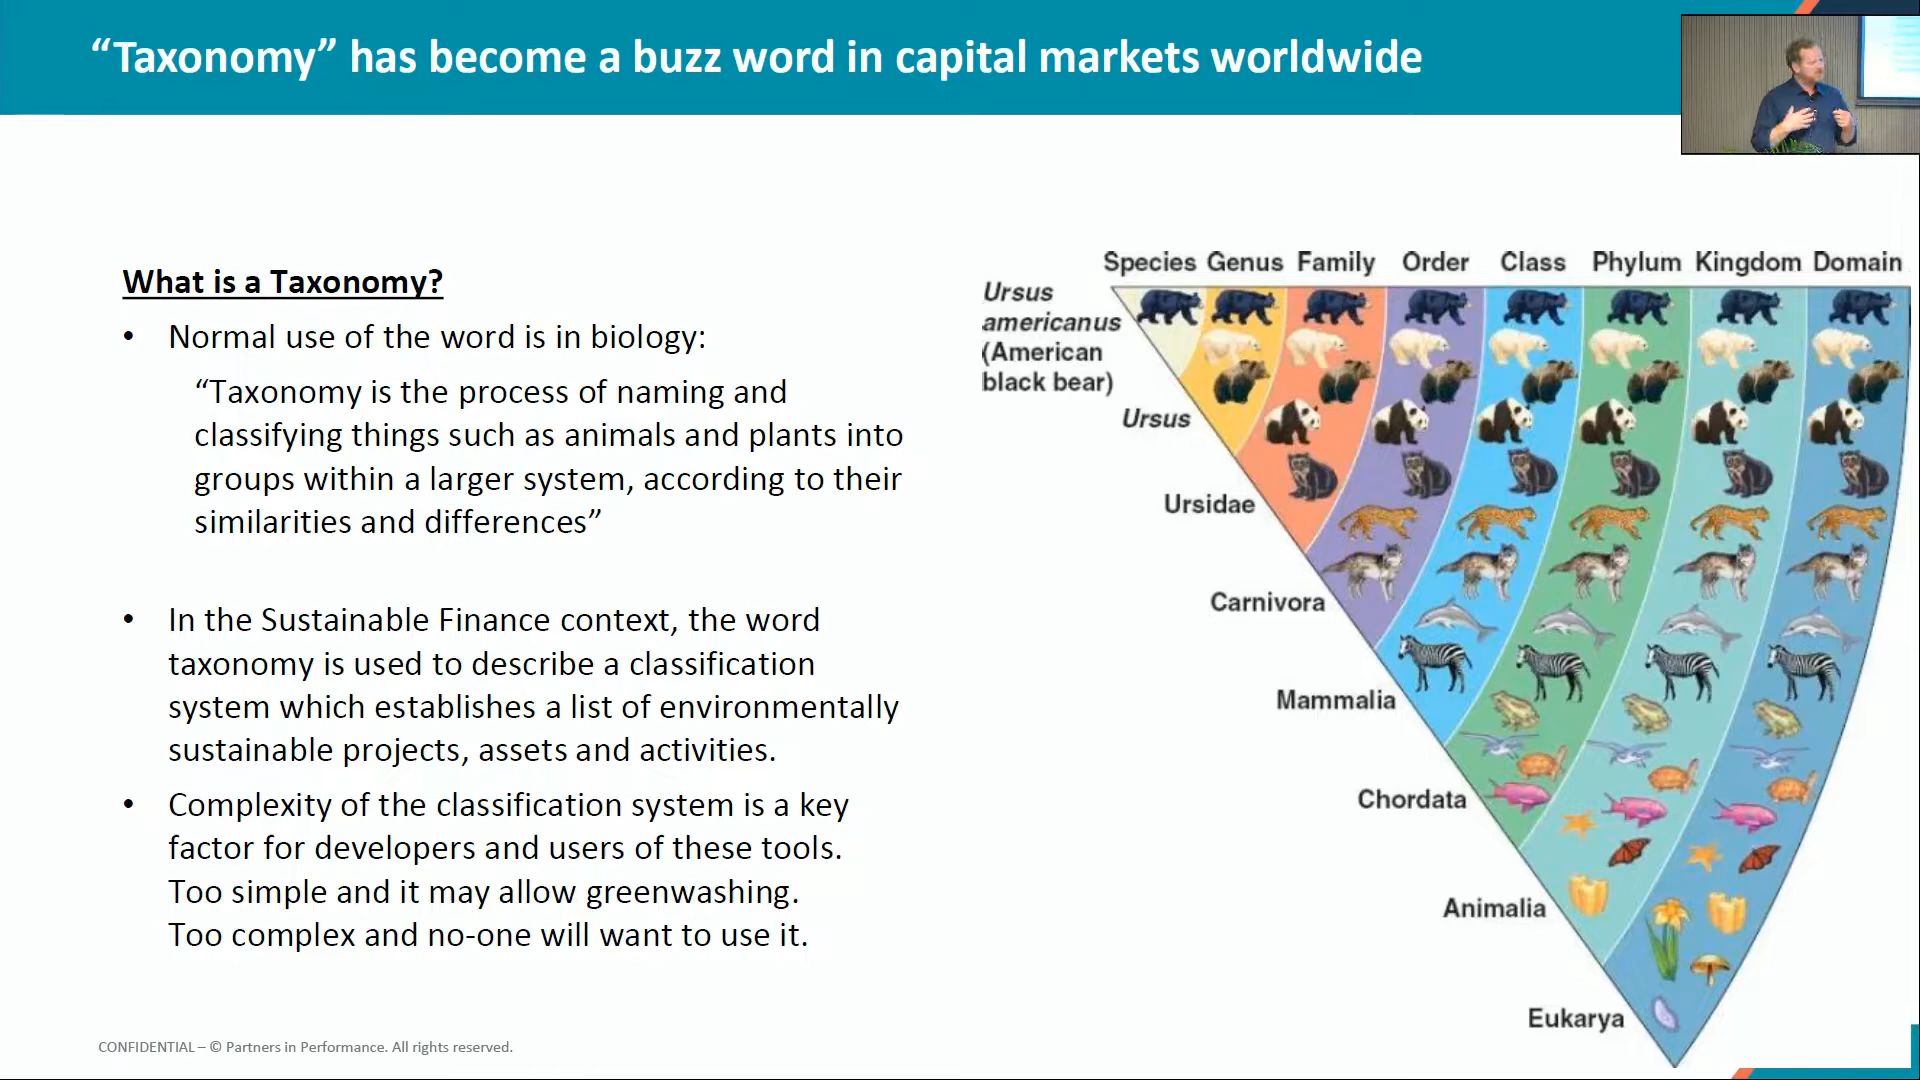 “Taxonomy” has become a buzz word in capital markets worldwide
What is a Taxonomy?
• Normal use of the word is in biology:
“Taxonomy is the process of naming and
classifying things such as animals and plants into
groups within a larger system, according to their
similarities and differences”
• In the Sustainable Finance context, the word
taxonomy is used to describe a classification
system which establishes a list of environmentally
sustainable projects, assets and activities.
• Complexity of the classification system is a key
factor for developers and users of these tools.
Too simple and it may allow greenwashing.
Too complex and no-one will want to use it.
Species Genus Family Order Class Phylum Kingdom Domain
Ursus
americanus
(American
black bear)
Ursus
Ursidae
Carnivora
Mammalia
Chordata
Animalia
Eukarya
CONFIDENTIAL – © Partners in Performance. All rights reserved.